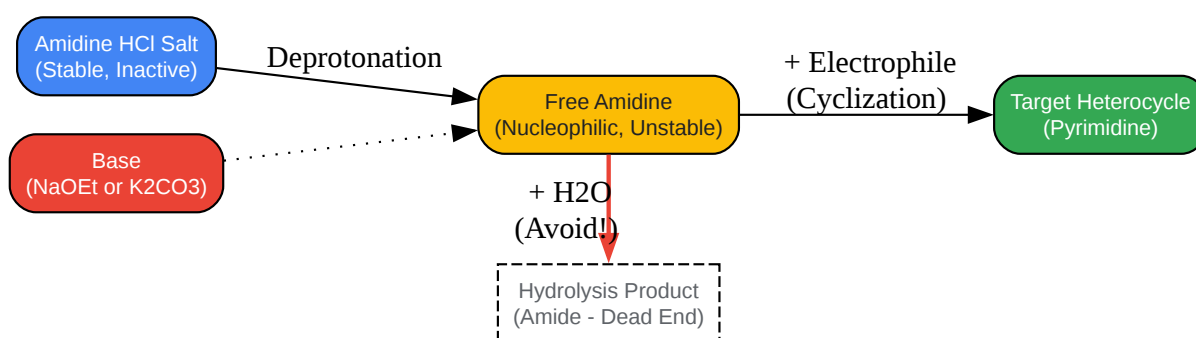 Amidine HCl Salt
(Stable, Inactive)
Deprotonation
Base
(NaOEt or K2CO3)
Free Amidine
(Nucleophilic, Unstable)
+ Electrophile
(Cyclization)
Target Heterocycle
(Pyrimidine)
+ H2O
(Avoid!)
Hydrolysis Product
(Amide - Dead End)